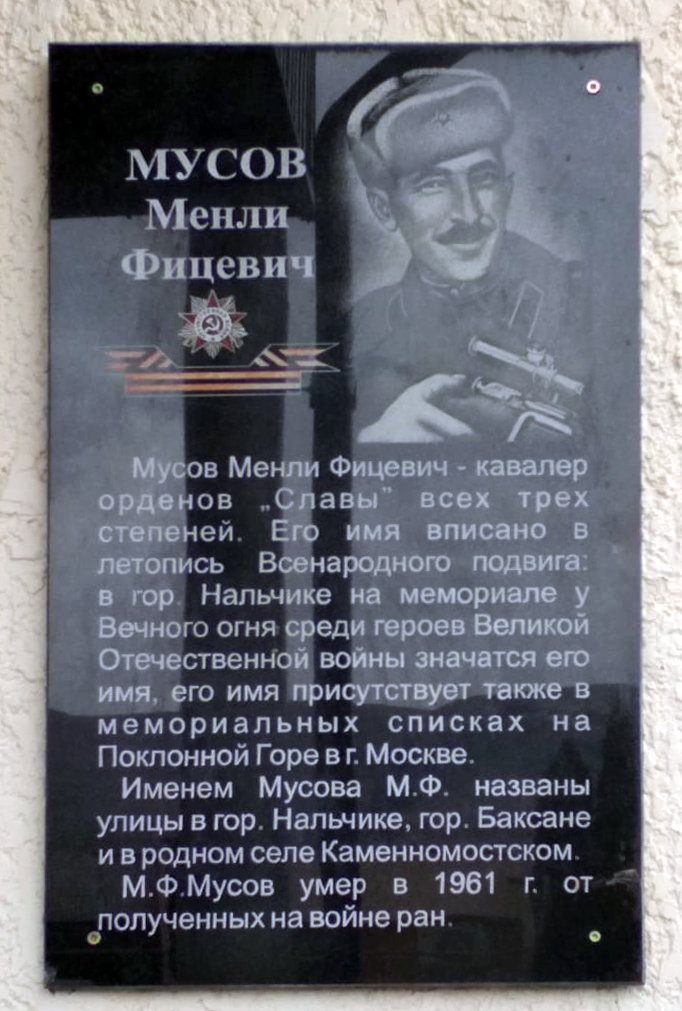 МУСОВ
Менли
Фицевич
Мусов Менли Фицевич - кавалер
орденов „Славы” всех трех
степеней. Его имя вписано в
летопись Всенародного подвига:
в гор. Нальчике на мемориале у
Вечного огня среди героев Великой
Отечественной войны значатся его
имя, его имя присутствует также в
мемориальных списках на
Поклонной Горе в г. Москве.
Именем Мусова М.Ф. названы
улицы в гор. Нальчике, гор. Баксане
и в родном селе Каменномостском.
М.Ф.Мусов умер в 1961 г. от
полученных на войне ран.